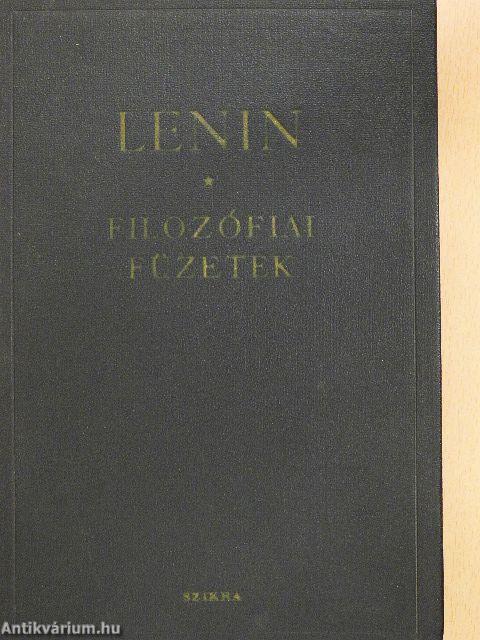 LENIN
FILOZÓFIAI
FÜZETEK
SZIKRA
Antikvárium.hu